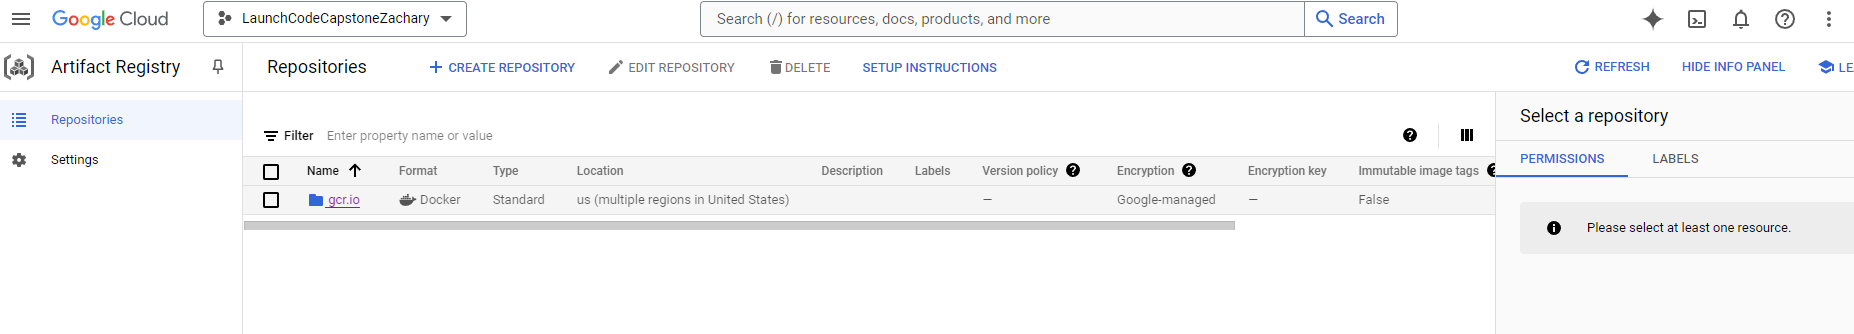 Google Cloud
LaunchCodeCapstoneZachary
Search (/) for resources, docs, products, and more
Search
Artifact Registry
Repositories
CREATE REPOSITORY
EDIT REPOSITORY
DELETE
SETUP INSTRUCTIONS
REFRESH
HIDE INFO PANEL
LE
Repositories
Settings
Filter Enter property name or value
Name Format Type Location Description Labels Version policy Encryption Encryption key Immutable image tags
gcr.io Docker Standard us (multiple regions in United States) — Google-managed — False
Select a repository
PERMISSIONS LABELS
Please select at least one resource.